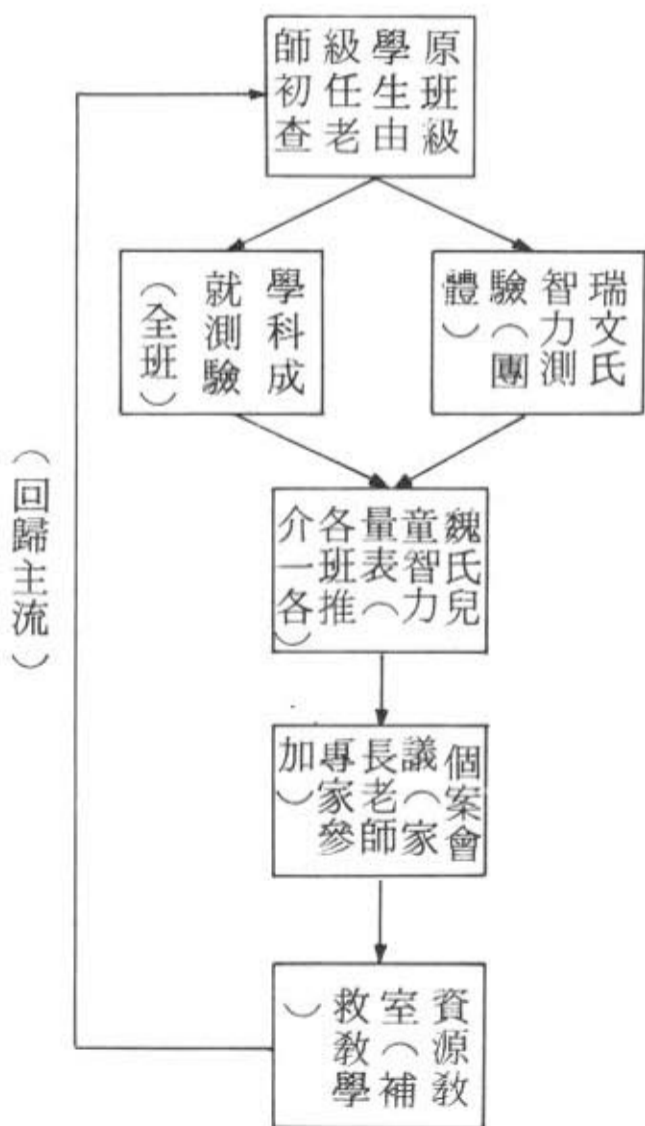 原班級
學生由
級任老
師初查
瑞文氏
智力測
驗（團
體）
學科成
就測驗
（全班）
魏氏兒
童智力
量表（
各班推
介一各）
個案會
議（家
長老師
專家參
加）
資源教
室（補
救教學
）
（回歸主流）